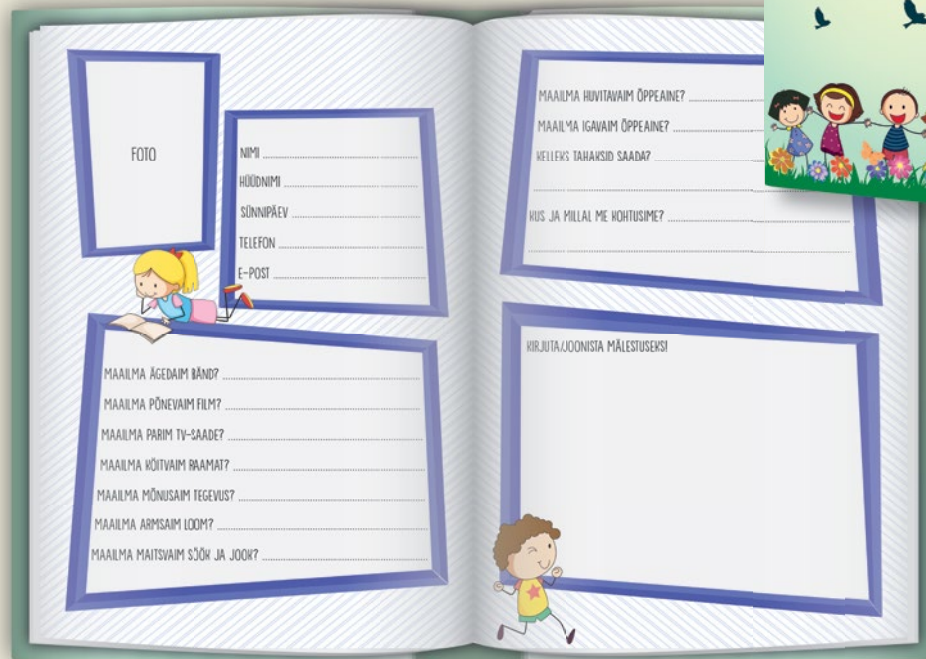 FOTO
NIMI
HÜÜDNIMI
SÜNNIPÄEV
TELEFON
E-POST
MAAILMA ÄGEDAIM BÄND?
MAAILMA PÕNEVAIM FILM?
MAAILMA PARIM TV-SAADE?
MAAILMA KÖITVAIM RAAMAT?
MAAILMA MÕNUSAIM TEGEVUS?
MAAILMA ARMSAIM LOOM?
MAAILMA MAITSVAIM SÖÖK JA JOOK?
MAAILMA HUVITAVAIM ÕPPEAINE?
MAAILMA IGAVAIM ÕPPEAINE?
KELLEKS TAHAKSID SAADA?
KUS JA MILLAL ME KOHTUSIME?
KIRJUTA/JOONISTA MÄLESTUSEKS!